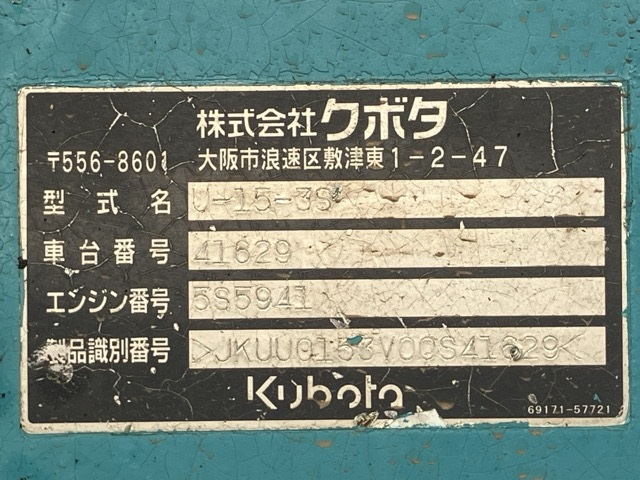 株式会社クボタ
〒556-8601 大阪市浪速区敷津東1-2-47
型式名 U-15-3S
車台番号 41629
エンジン番号 5S5941
製品識別番号 >JKUU0153V00S41629<
Kubota
69171-57721